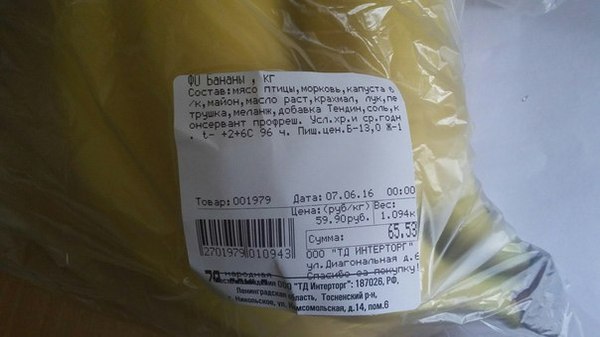 ФО Бананы , кг
Состав:мясо птицы,морковь,капуста б
/к,майон,масло раст,крахмал, лук,пе
трушка,меланж,добавка Тендин,соль,к
онсервант профреш. Усл.хр.и ср.годн
. t- +2+6С 96 ч. Пищ.цен.Б-13,0 Ж-1
Товар:001979 Дата: 07.06.16 00:00
Цена:(руб/кг) Вес:
59.90руб. 1.094к
Сумма: 65.53
2701979 010943
ООО "ТД ИНТЕРТОРГ"
ул.Диагональная д.6
Спасибо за покупку!
ООО "ТД Интерторг": 187026, РФ,
Ленинградская область, Тосненский р-н,
г. Никольское, ул. Комсомольская, д.14, пом.6